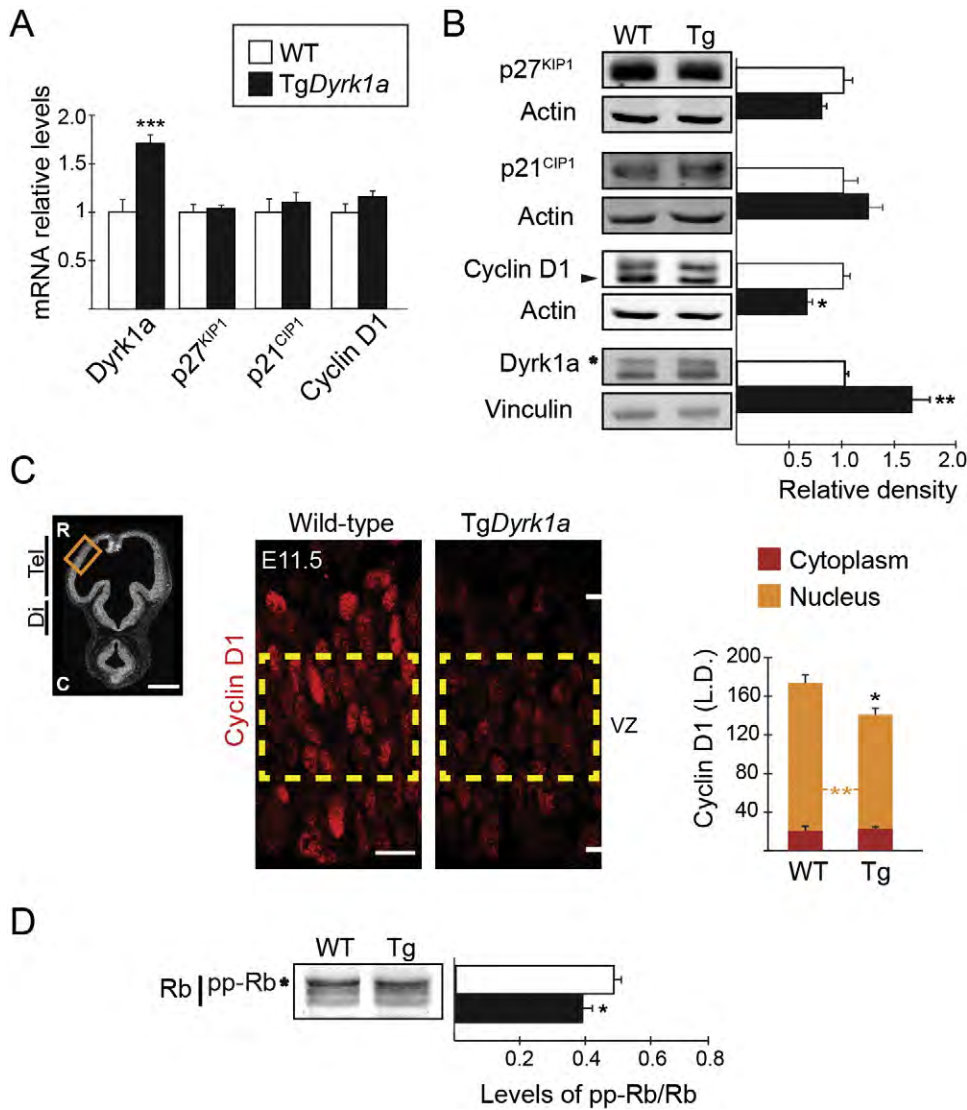 A
WT
TgDyrk1a
mRNA relative levels
2.0
1.5
1
0.5
***
Dyrk1a
p27KIP1
p21CIP1
Cyclin D1
B
WT Tg
p27KIP1
Actin
p21CIP1
Actin
Cyclin D1
*
Actin
Dyrk1a *
**
Vinculin
0.5 1.0 1.5 2.0
Relative density
C
R
Tel
Di
C
Wild-type TgDyrk1a
E11.5
Cyclin D1
VZ
Cytoplasm
Nucleus
Cyclin D1 (L.D.)
200
160
120
80
40
*
**
WT Tg
D
WT Tg
Rb pp-Rb*
*
0.2 0.4 0.6 0.8
Levels of pp-Rb/Rb